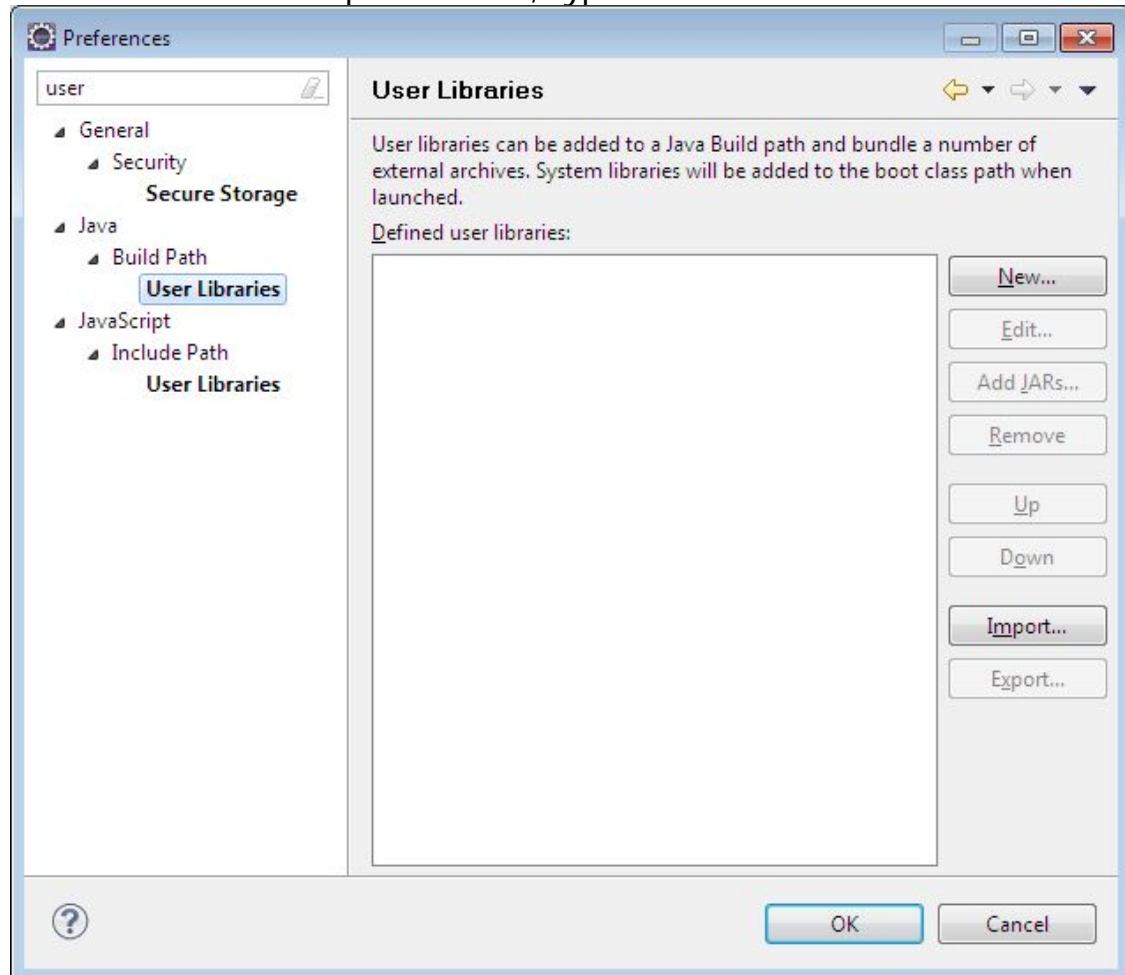 Preferences
user
General
Security
Secure Storage
Java
Build Path
User Libraries
JavaScript
Include Path
User Libraries
User Libraries
User libraries can be added to a Java Build path and bundle a number of
external archives. System libraries will be added to the boot class path when
launched.
Defined user libraries:
New...
Edit...
Add JARs...
Remove
Up
Down
Import...
Export...
?
OK
Cancel